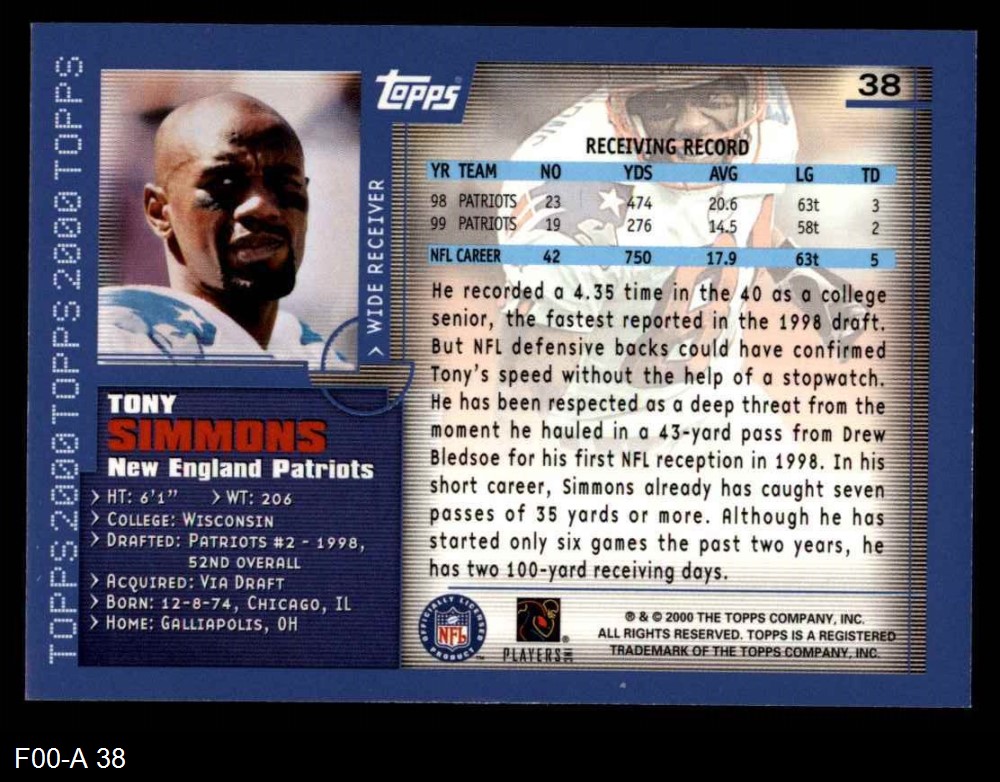 TOPPS 2000 TOPPS 2000 TOPPS 2000 TOPPS
Topps
38
> WIDE RECEIVER
RECEIVING RECORD
YR TEAM NO YDS AVG LG TD
98 PATRIOTS 23 474 20.6 63t 3
99 PATRIOTS 19 276 14.5 58t 2
NFL CAREER 42 750 17.9 63t 5
He recorded a 4.35 time in the 40 as a college
senior, the fastest reported in the 1998 draft.
But NFL defensive backs could have confirmed
Tony's speed without the help of a stopwatch.
He has been respected as a deep threat from the
moment he hauled in a 43-yard pass from Drew
Bledsoe for his first NFL reception in 1998. In his
short career, Simmons already has caught seven
passes of 35 yards or more. Although he has
started only six games the past two years, he
has two 100-yard receiving days.
TONY
SIMMONS
New England Patriots
> HT: 6'1" > WT: 206
> COLLEGE: WISCONSIN
> DRAFTED: PATRIOTS #2 - 1998,
52ND OVERALL
> ACQUIRED: VIA DRAFT
> BORN: 12-8-74, CHICAGO, IL
> HOME: GALLIAPOLIS, OH
OFFICIALLY LICENSED PRODUCT
NFL
PLAYERS INC
® & © 2000 THE TOPPS COMPANY, INC.
ALL RIGHTS RESERVED. TOPPS IS A REGISTERED
TRADEMARK OF THE TOPPS COMPANY, INC.
F00-A 38